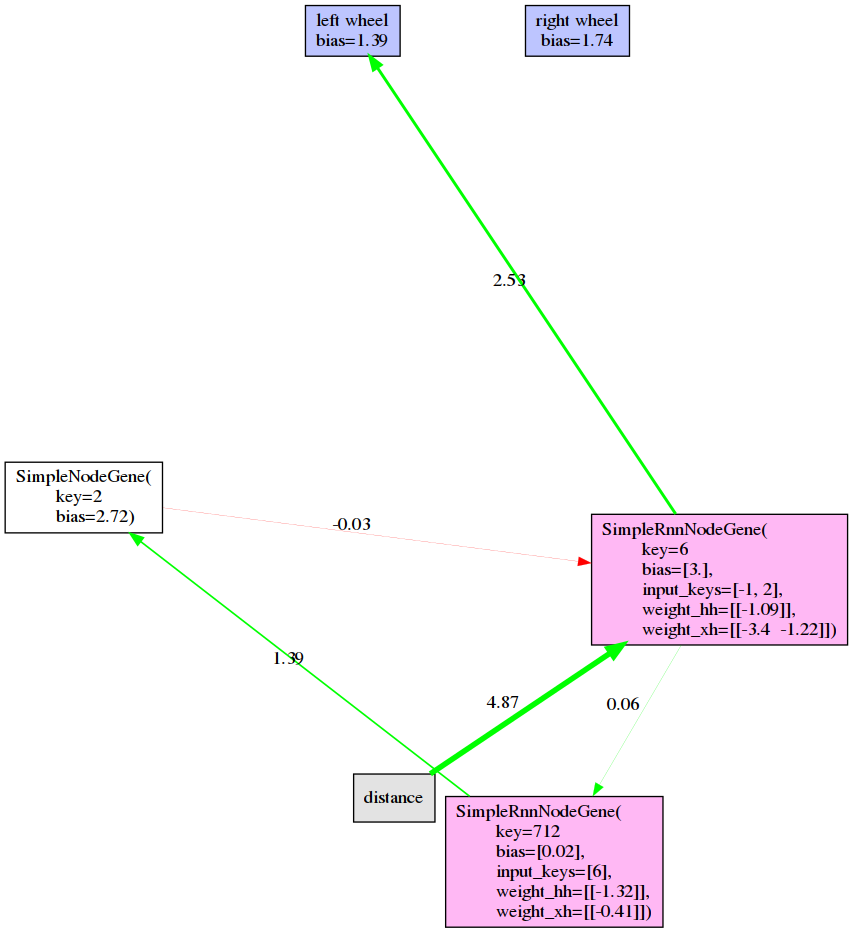 left wheel
bias=1.39
right wheel
bias=1.74
2.53
SimpleNodeGene(
key=2
bias=2.72)
-0.03
SimpleRnnNodeGene(
key=6
bias=[3.],
input_keys=[-1, 2],
weight_hh=[[-1.09]],
weight_xh=[[-3.4 -1.22]])
1.39
4.87
0.06
distance
SimpleRnnNodeGene(
key=712
bias=[0.02],
input_keys=[6],
weight_hh=[[-1.32]],
weight_xh=[[-0.41]])